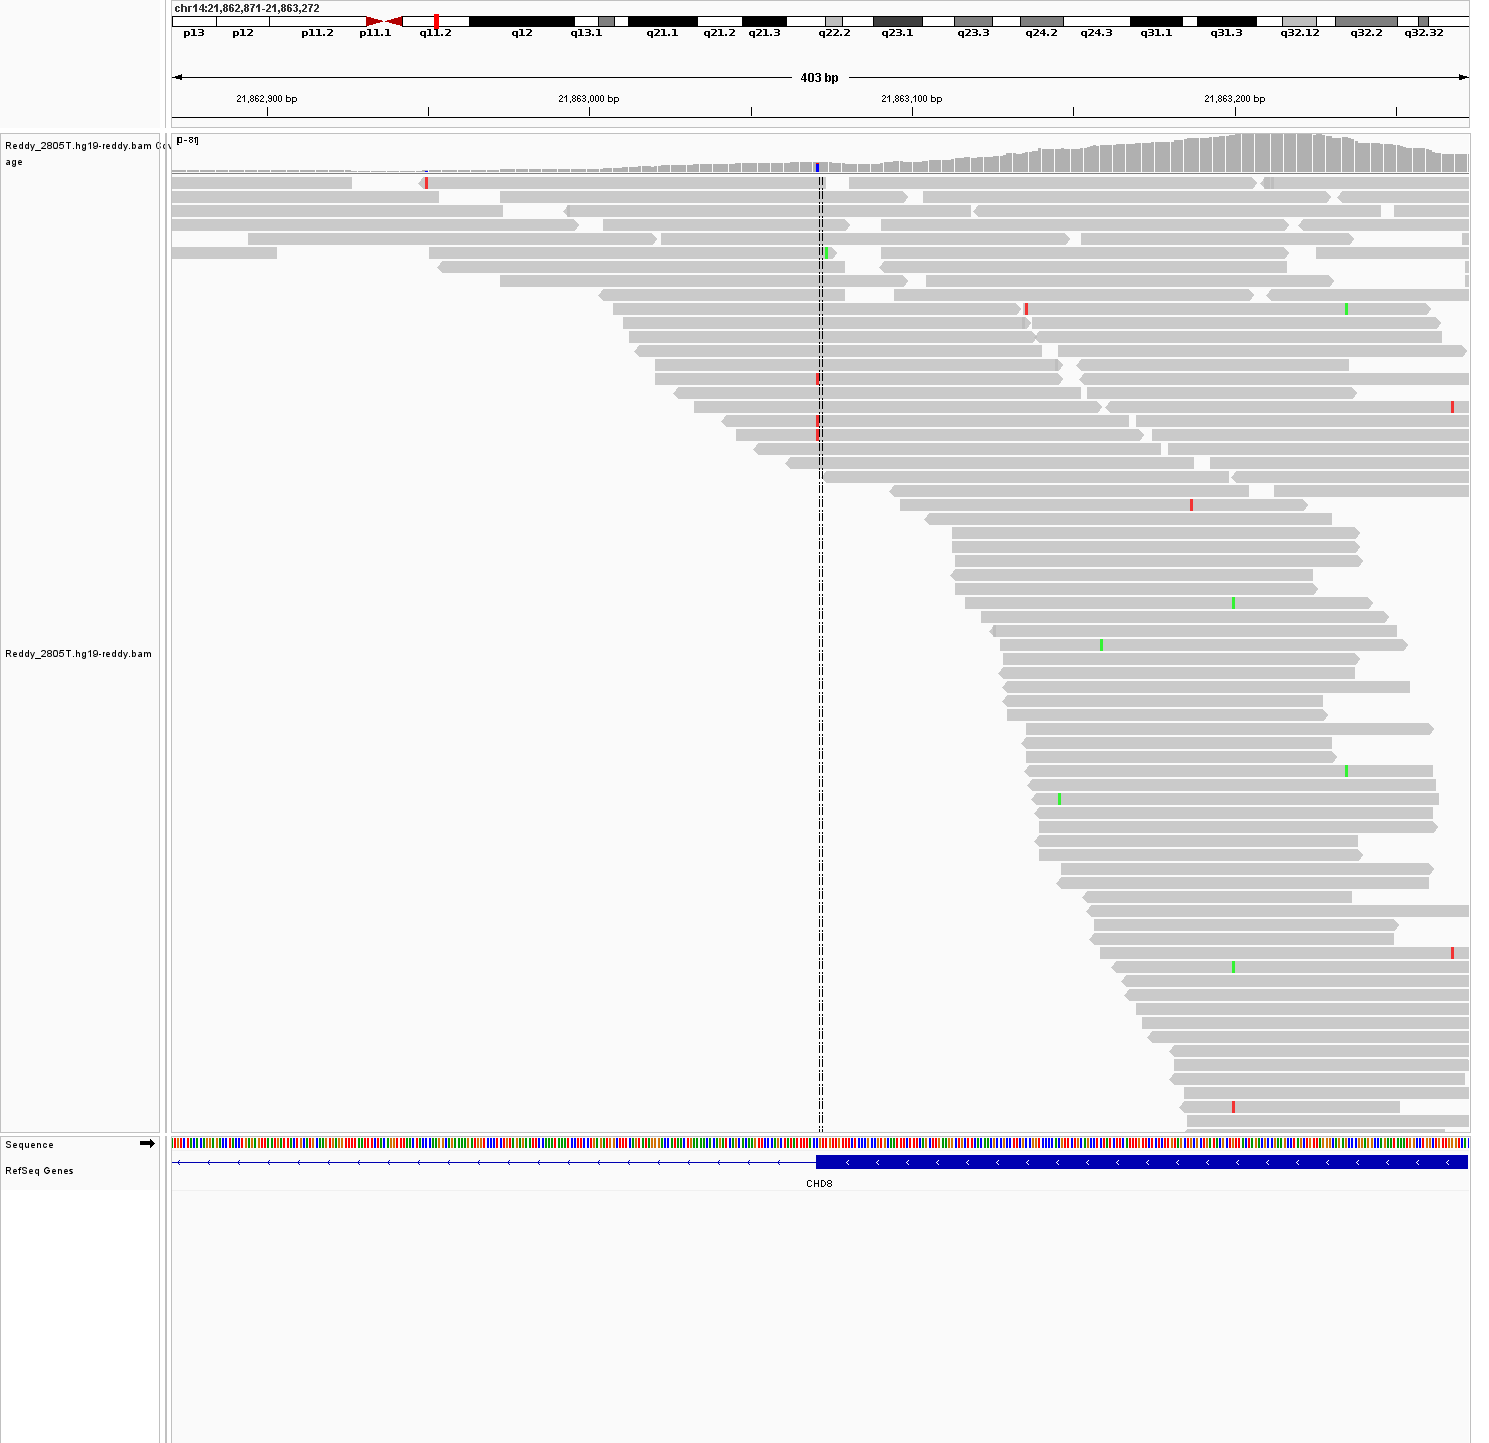 chr14:21,862,871-21,863,272
p13 p12 p11.2 p11.1 q11.2 q12 q13.1 q21.1 q21.2 q21.3 q22.2 q23.1 q23.3 q24.2 q24.3 q31.1 q31.3 q32.12 q32.2 q32.32
403 bp
21,862,900 bp 21,863,000 bp 21,863,100 bp 21,863,200 bp
[0-81]
Reddy_2805T.hg19-reddy.bam Cov
age
Reddy_2805T.hg19-reddy.bam
Sequence
RefSeq Genes
CHD8